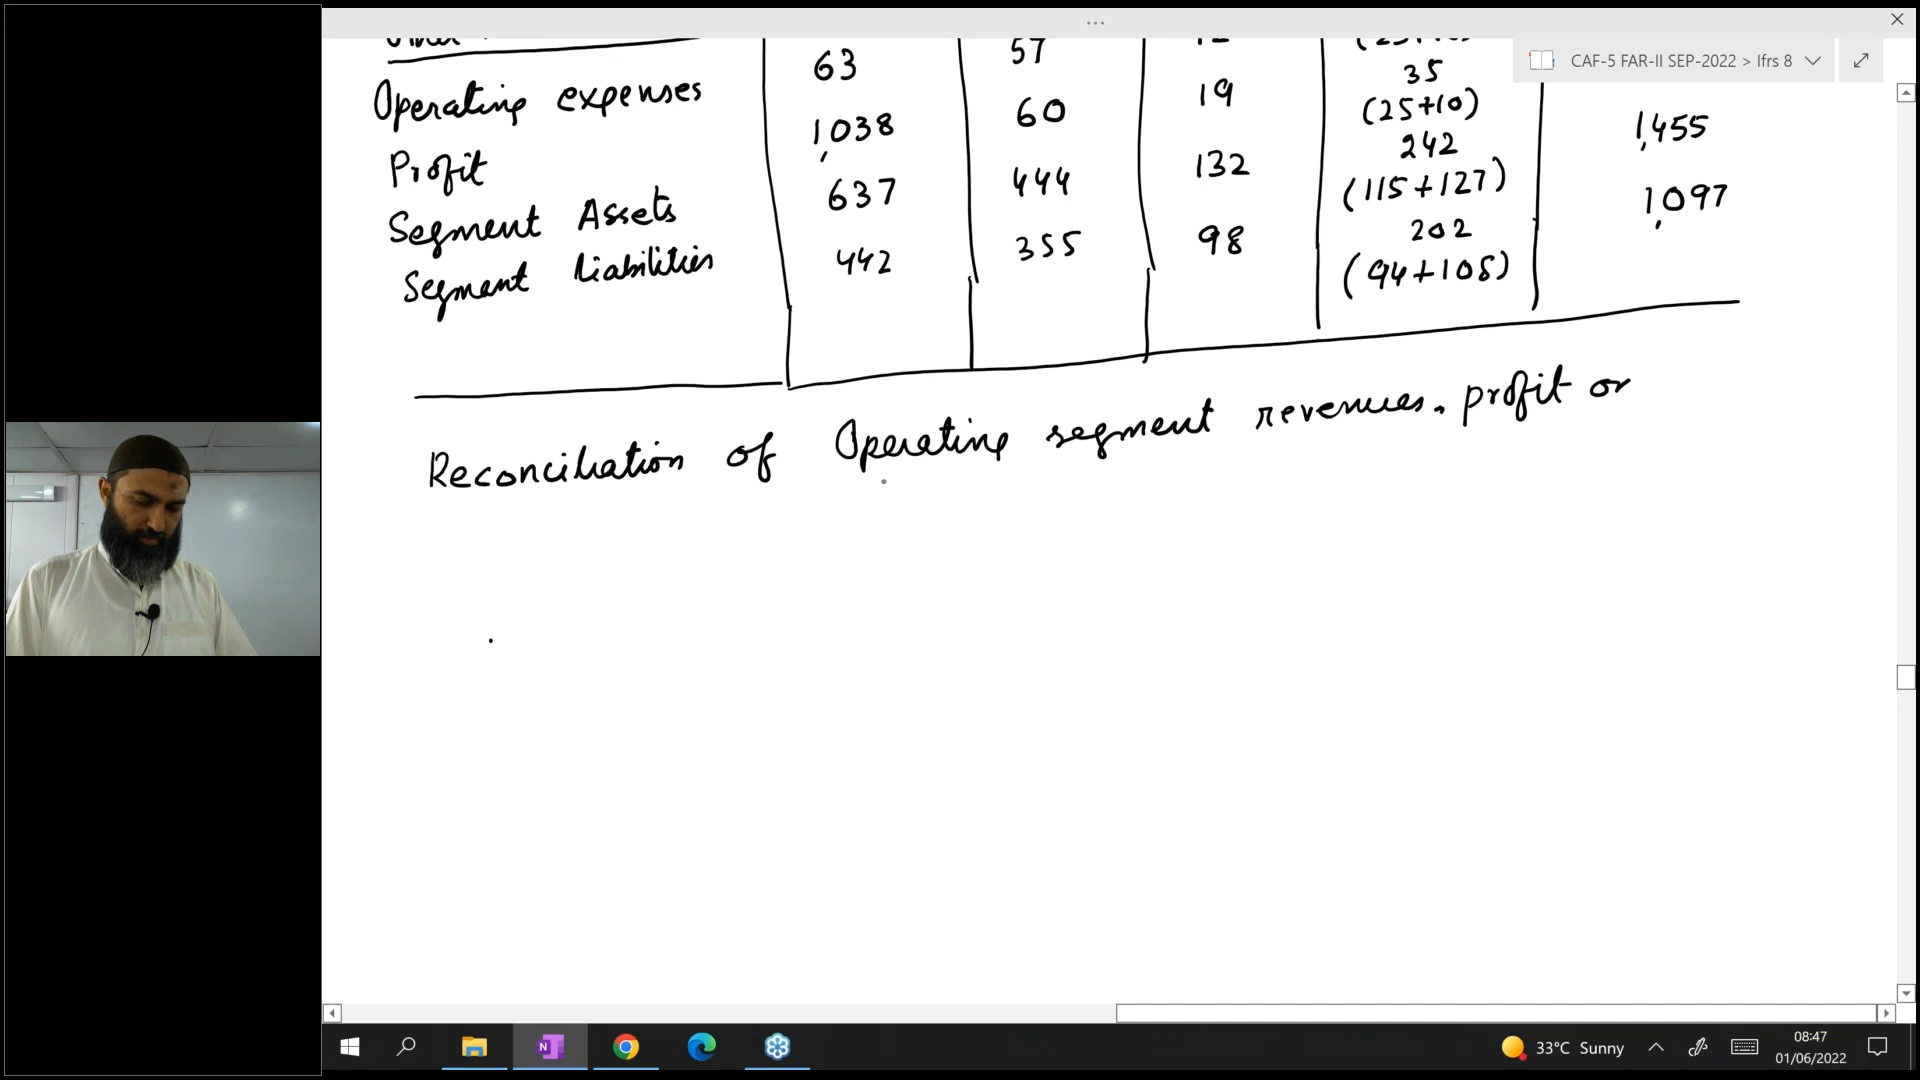 CAF-5 FAR-II SEP-2022 > Ifrs 8
63 57
Operating expenses 1,038 60 19 35 (25+10) 1,455
Profit 637 444 132 242 (115+127) 1,097
Segment Assets 442 355 98 202 (94+108)
Segment Liabilities
Reconciliation of Operating segment revenues, profit or
33°C Sunny
08:47
01/06/2022